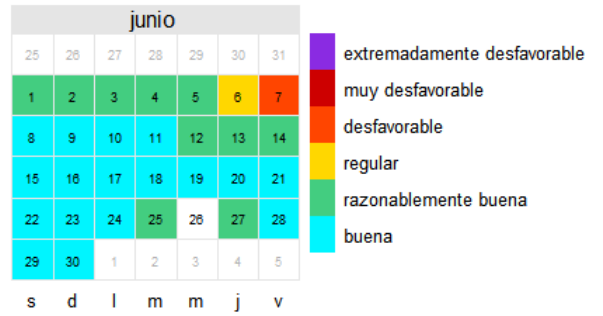 junio
25 26 27 28 29 30 31
1 2 3 4 5 6 7
8 9 10 11 12 13 14
15 16 17 18 19 20 21
22 23 24 25 26 27 28
29 30 1 2 3 4 5
s d l m m j v
extremadamente desfavorable
muy desfavorable
desfavorable
regular
razonablemente buena
buena